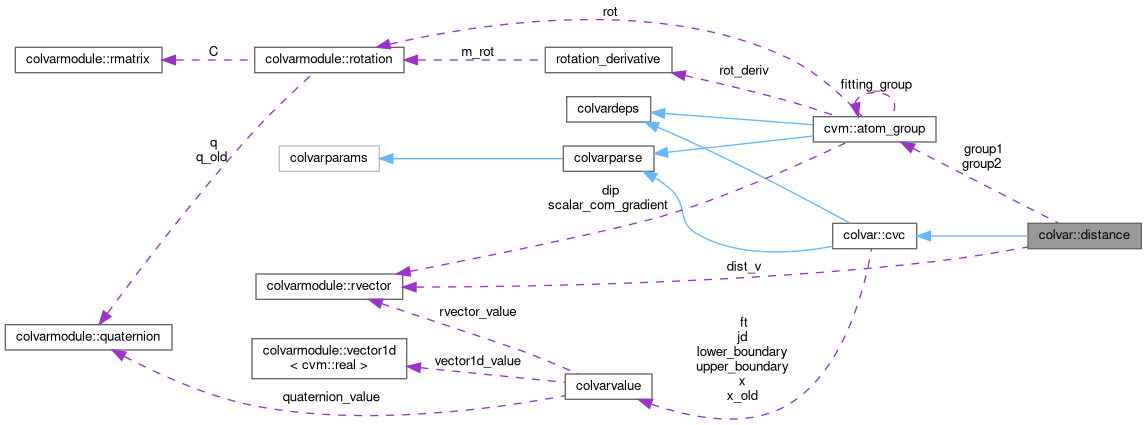 rot
colvarmodule::rmatrix
C
colvarmodule::rotation
m_rot
rotation_derivative
rot_deriv
fitting_group
colvardeps
cvm::atom_group
q
q_old
colvarparams
colvarparse
group1
group2
dip
scalar_com_gradient
colvar::cvc
colvar::distance
dist_v
colvarmodule::rvector
rvector_value
colvarmodule::quaternion
colvarmodule::vector1d
< cvm::real >
vector1d_value
ft
jd
lower_boundary
upper_boundary
x
x_old
colvarvalue
quaternion_value